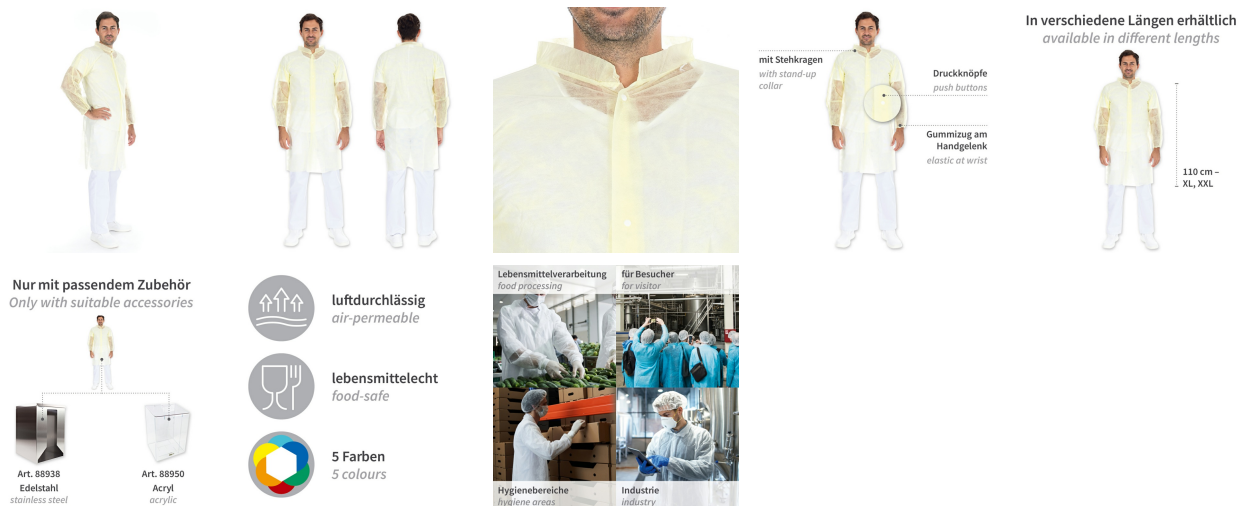 mit Stehkragen
with stand-up
collar
Druckknöpfe
push buttons
Gummizug am
Handgelenk
elastic at wrist
In verschiedene Längen erhältlich
available in different lengths
110 cm –
XL, XXL
Nur mit passendem Zubehör
Only with suitable accessories
Art. 88938
Edelstahl
stainless steel
Art. 88950
Acryl
acrylic
luftdurchlässig
air-permeable
lebensmittelecht
food-safe
5 Farben
5 colours
Lebensmittelverarbeitung
food processing
für Besucher
for visitor
Hygienebereiche
hygiene areas
Industrie
industry